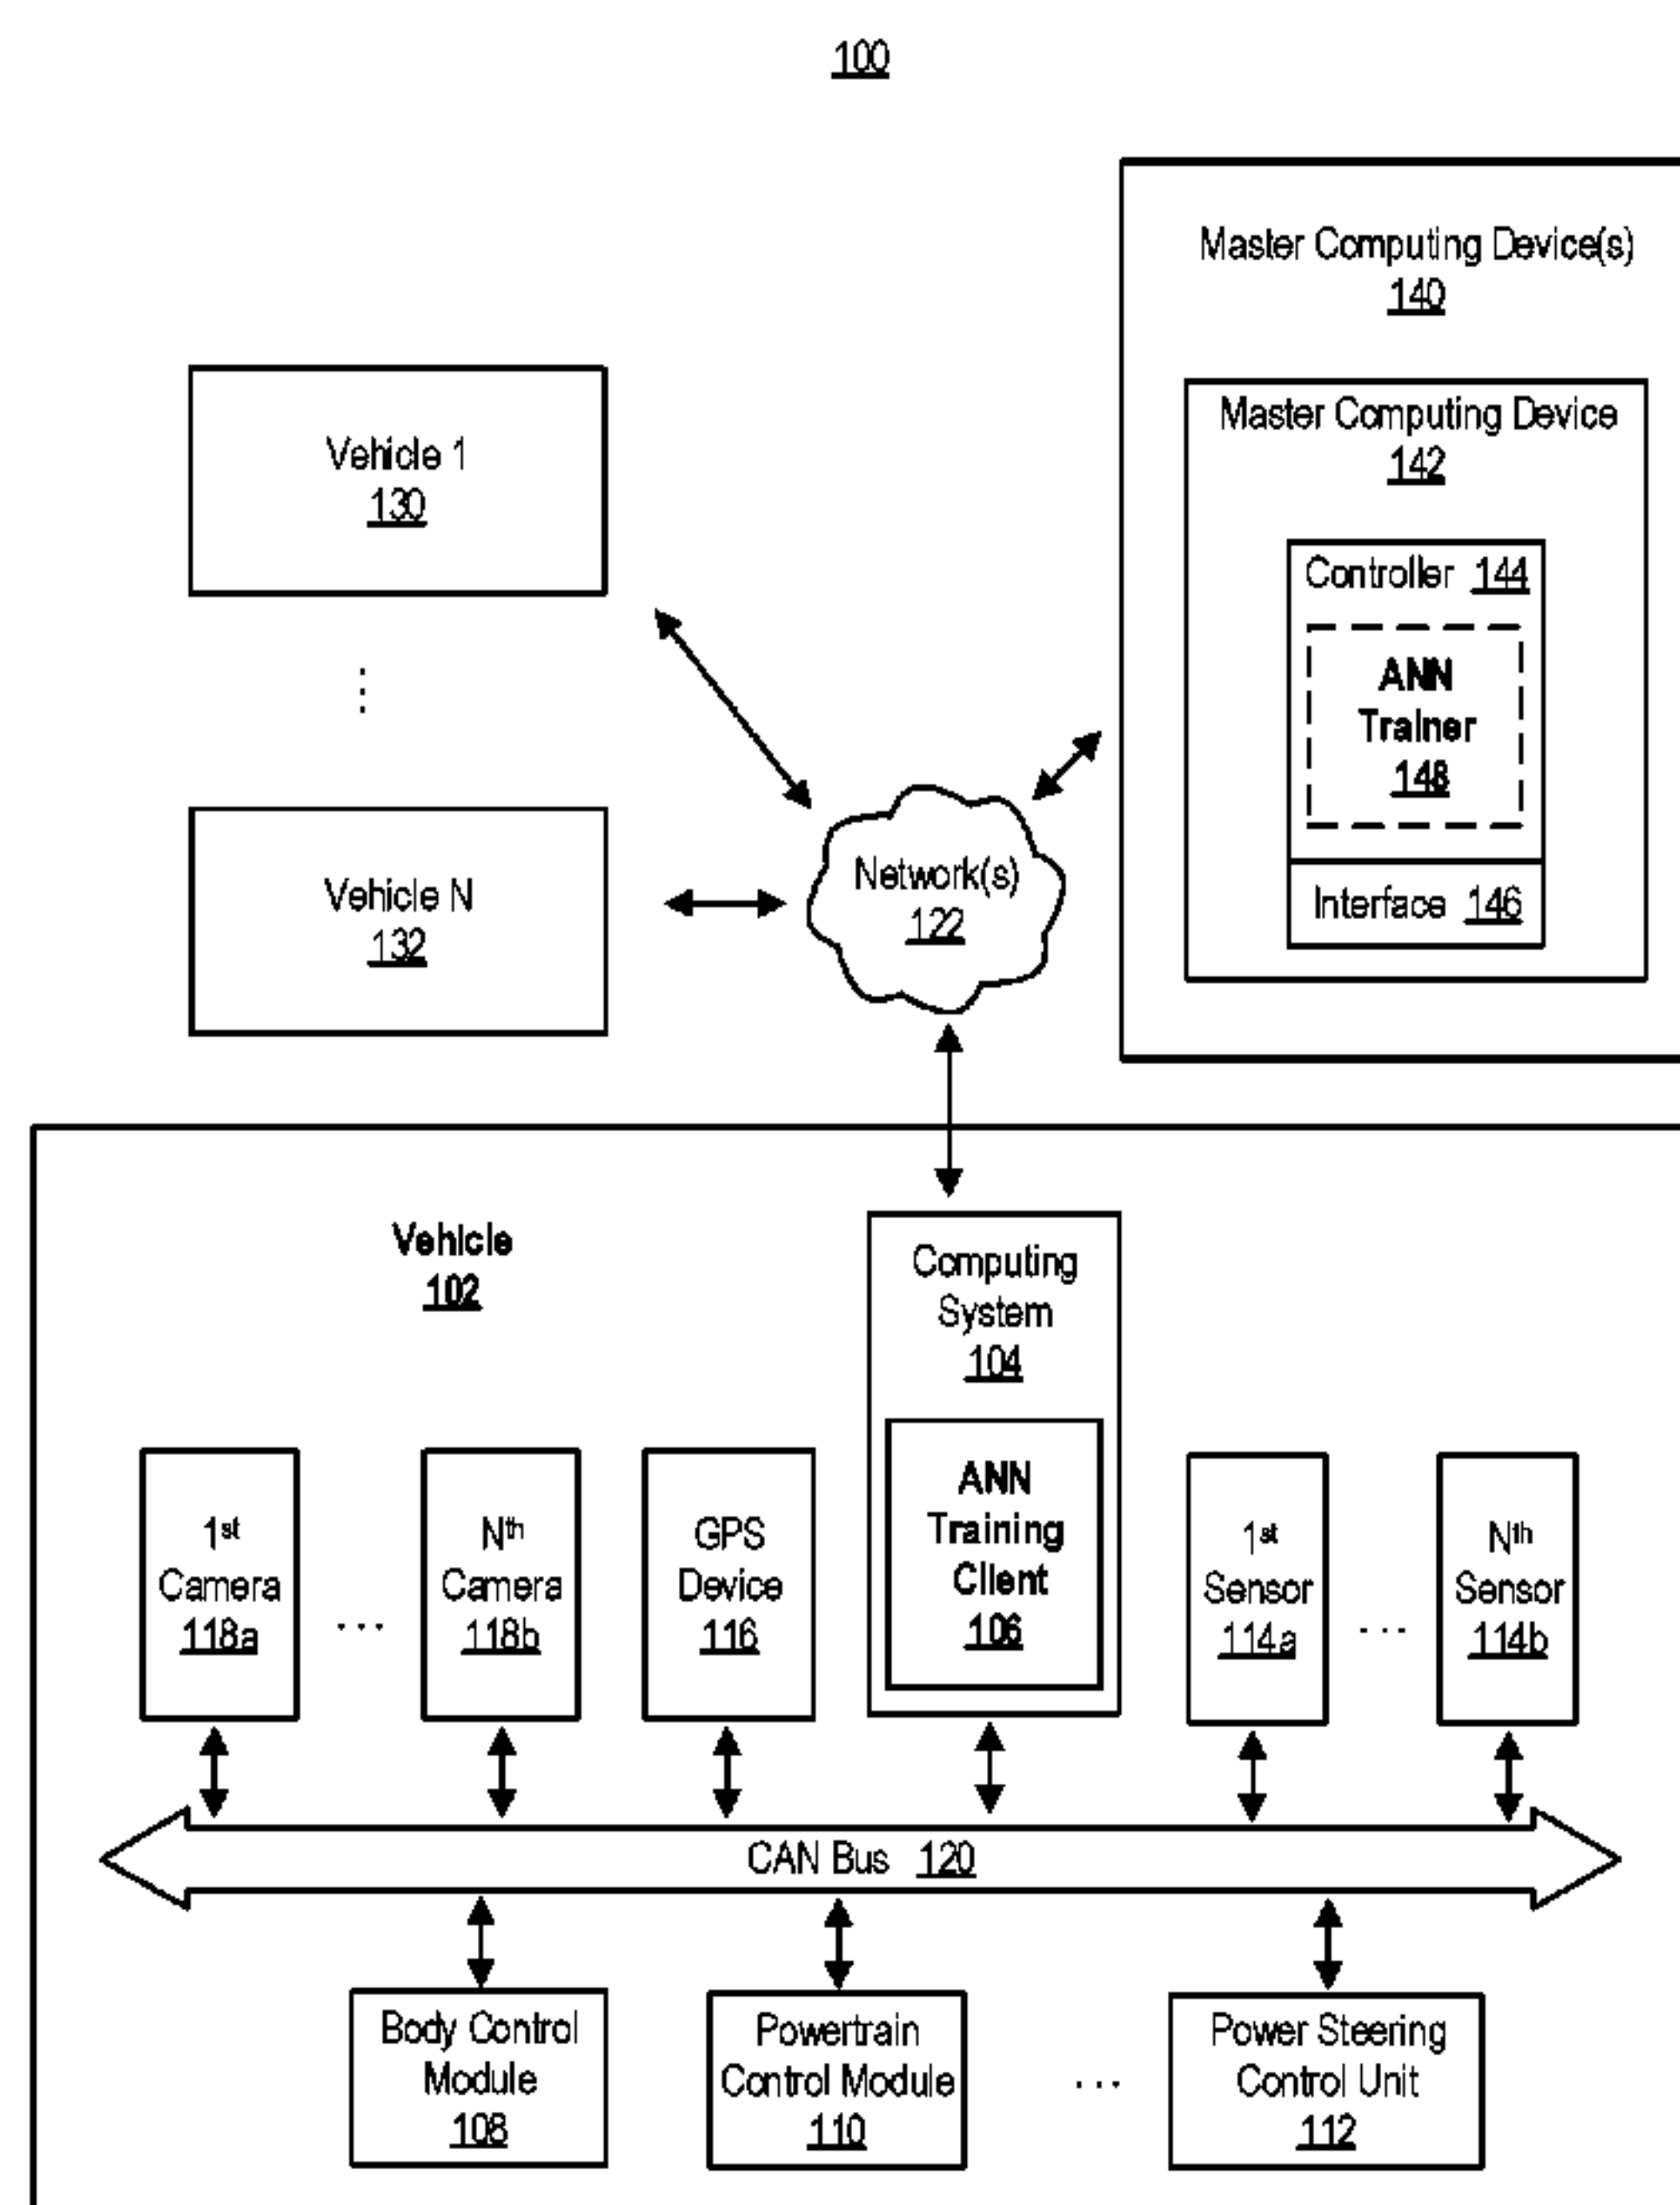 100
Master Computing Device(s)
140
Master Computing Device
142
Controller 144
ANN
Trainer
148
Interface 146
Vehicle 1
130
⋮
Vehicle N
132
Network(s)
122
Vehicle
102
Computing
System
104
ANN
Training
Client
106
1st
Camera
118a
...
Nth
Camera
118b
GPS
Device
116
1st
Sensor
114a
...
Nth
Sensor
114b
CAN Bus 120
Body Control
Module
108
Powertrain
Control Module
110
...
Power Steering
Control Unit
112